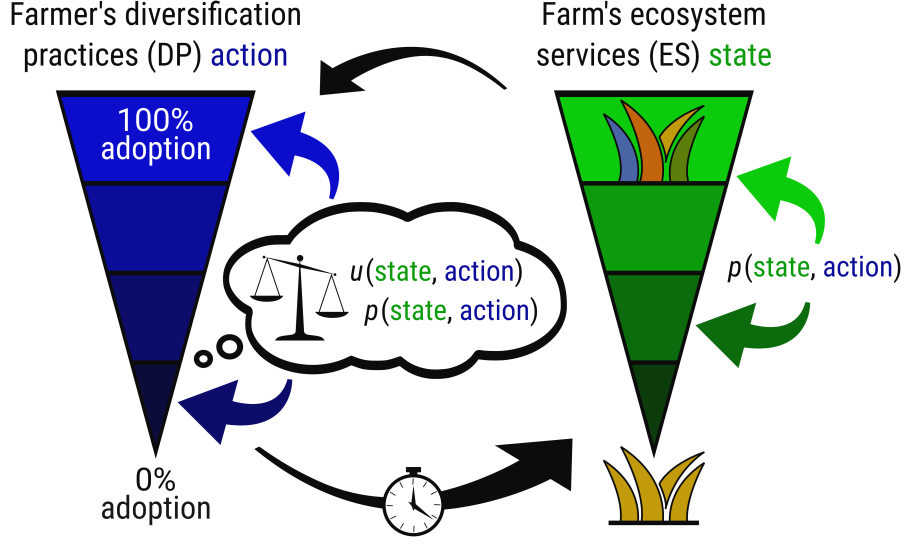 Farmer's diversification
practices (DP) action
Farm's ecosystem
services (ES) state
100%
adoption
u(state, action)
p(state, action)
p(state, action)
0%
adoption